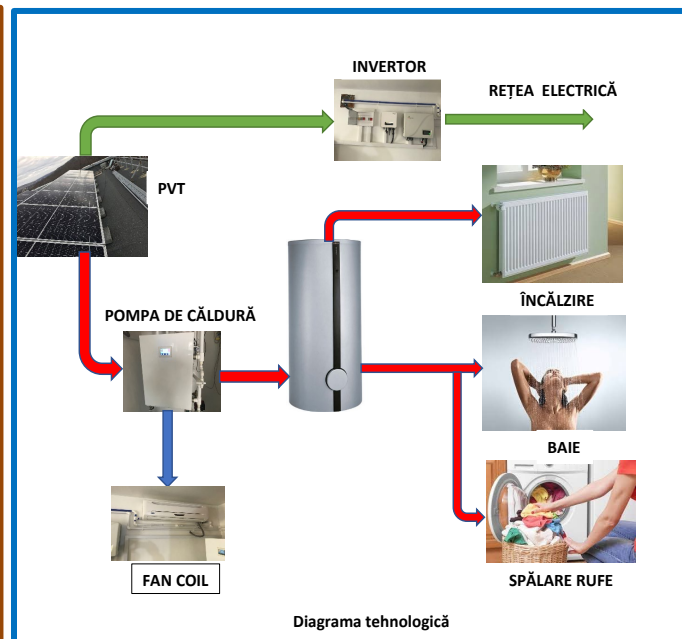 INVERTOR
REȚEA ELECTRICĂ
PVT
POMPA DE CĂLDURĂ
ÎNCĂLZIRE
BAIE
FAN COIL
SPĂLARE RUFE
Diagrama tehnologică